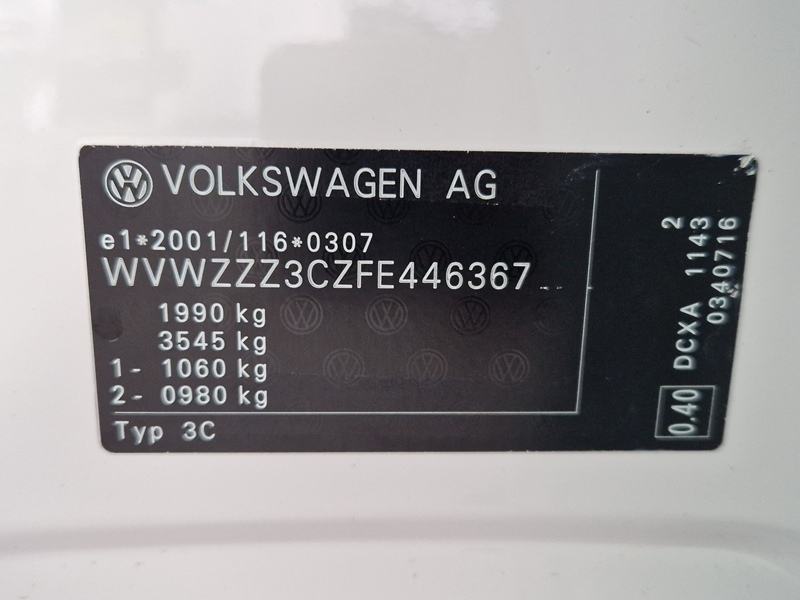 VOLKSWAGEN AG
e1*2001/116*0307
WVWZZZ3CZFE446367
1990 kg
3545 kg
1- 1060 kg
2- 0980 kg
Typ 3C
2
DCXA 1143
0340716
0.40